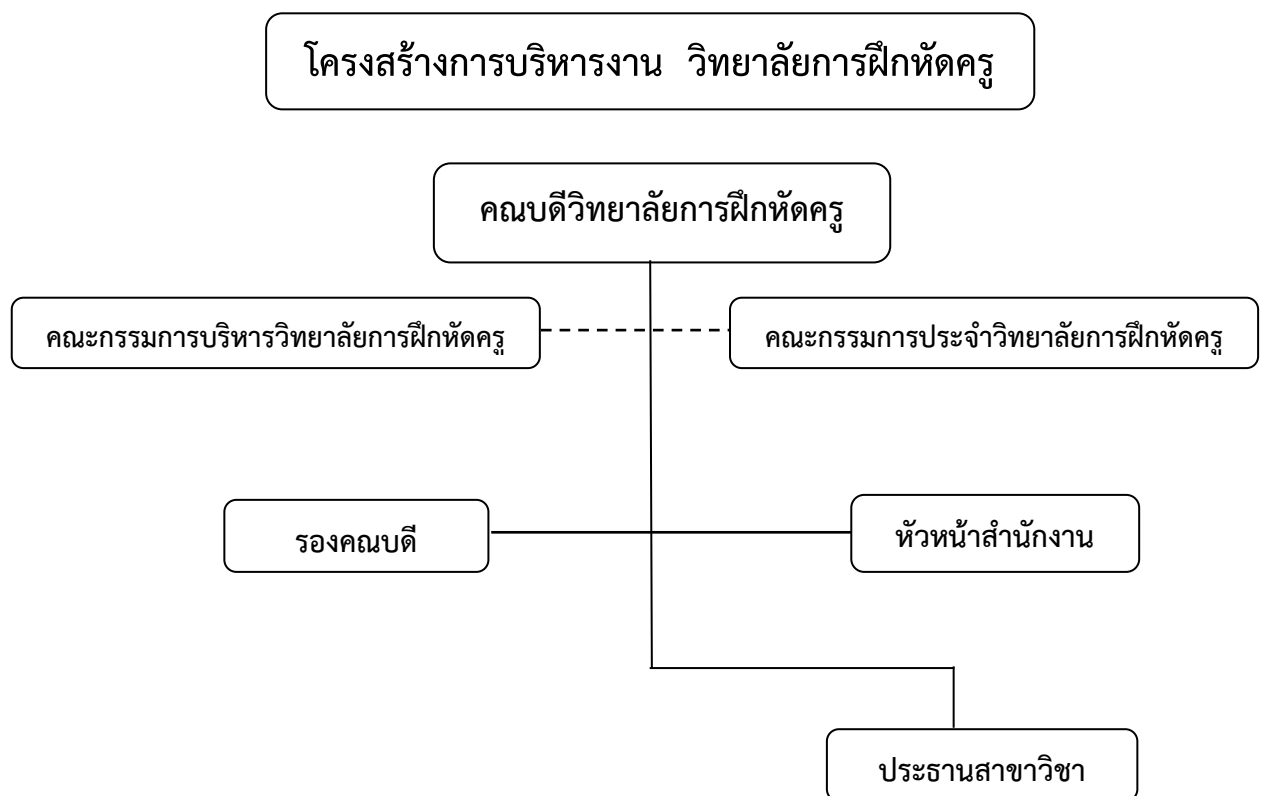 โครงสร้างการบริหารงาน วิทยาลัยการฝึกหัดครู
คณบดีวิทยาลัยการฝึกหัดครู
คณะกรรมการบริหารวิทยาลัยการฝึกหัดครู
คณะกรรมการประจำวิทยาลัยการฝึกหัดครู
รองคณบดี
หัวหน้าสำนักงาน
ประธานสาขาวิชา